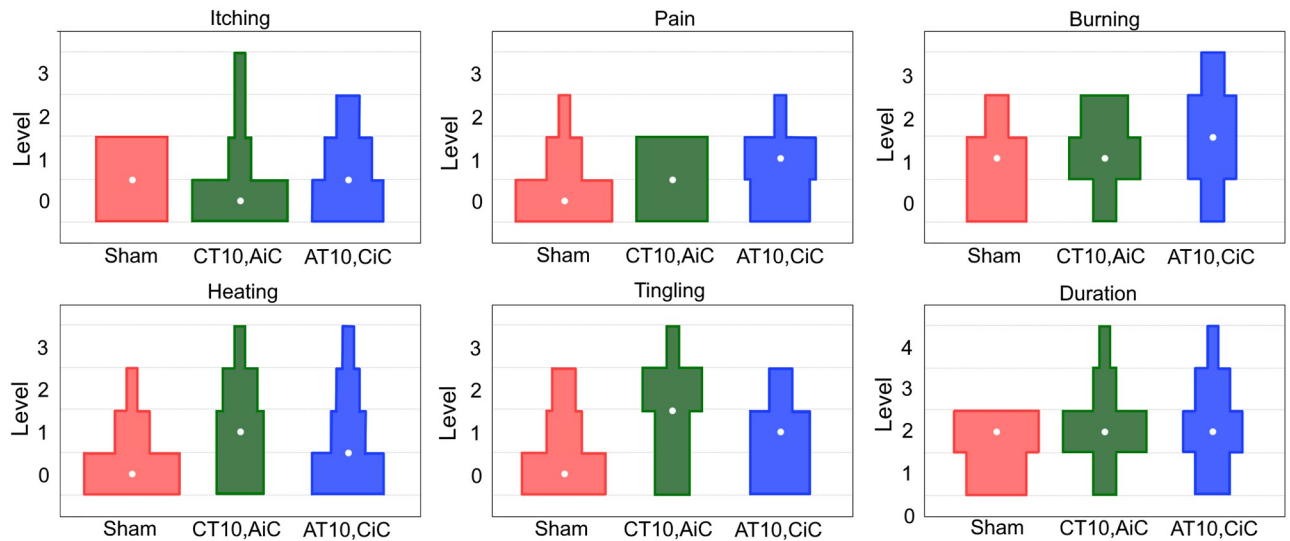 Itching
Level
3
2
1
0
Sham CT10,AiC AT10,CiC
Pain
Level
3
2
1
0
Sham CT10,AiC AT10,CiC
Burning
Level
3
2
1
0
Sham CT10,AiC AT10,CiC
Heating
Level
3
2
1
0
Sham CT10,AiC AT10,CiC
Tingling
Level
3
2
1
0
Sham CT10,AiC AT10,CiC
Duration
Level
4
3
2
1
0
Sham CT10,AiC AT10,CiC